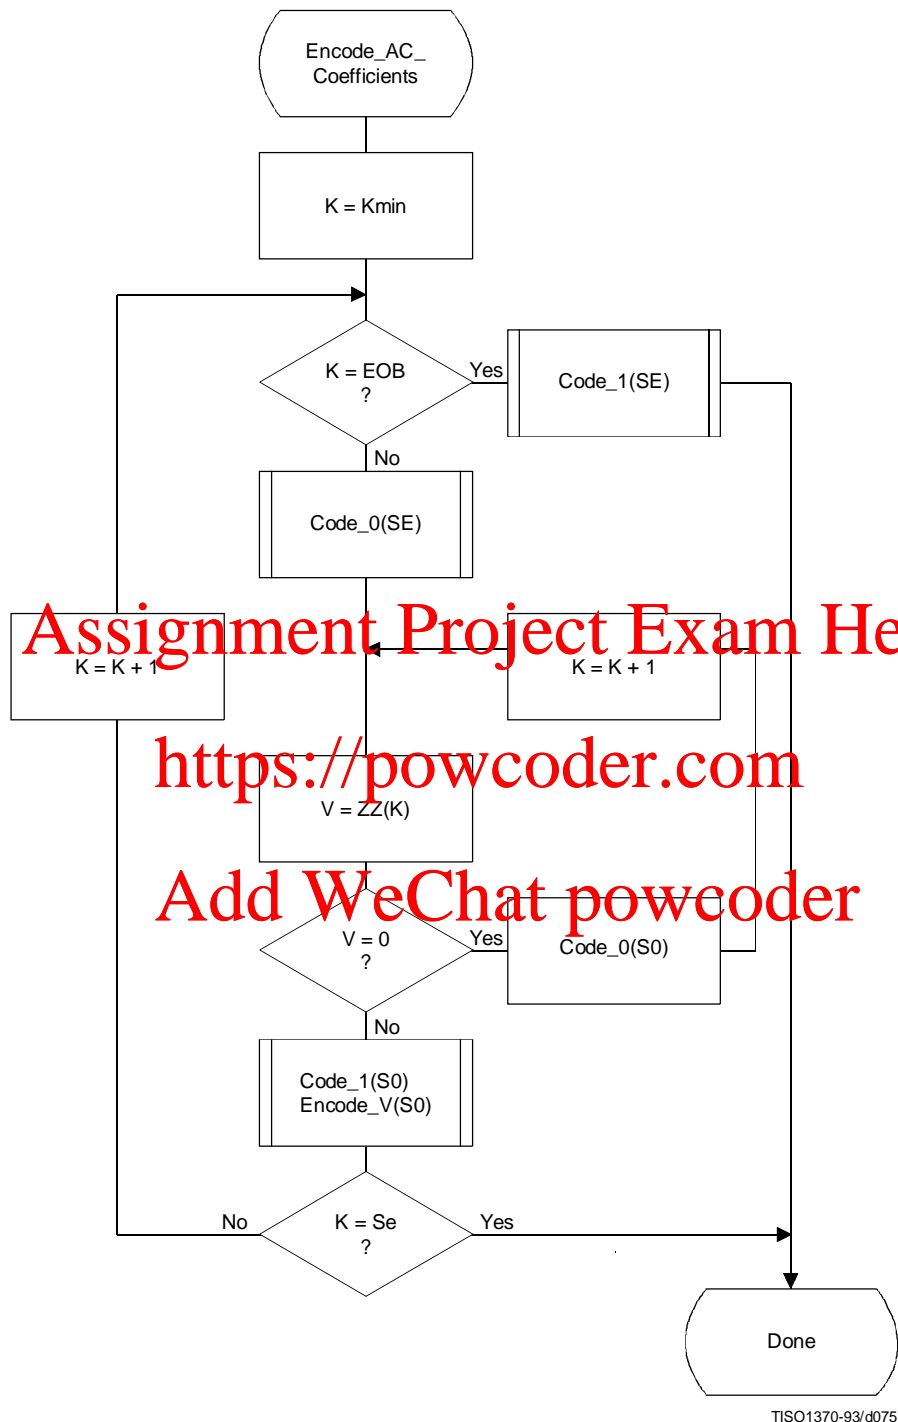 Encode_AC_
Coefficients
K = Kmin
K = EOB
?
Yes
Code_1(SE)
No
Code_0(SE)
Assignment Project Exam He
K = K + 1
K = K + 1
https://powcoder.com
V = ZZ(K)
Add WeChat powcoder
V = 0
?
Yes
Code_0(S0)
No
Code_1(S0)
Encode_V(S0)
No
K = Se
?
Yes
Done
TISO1370-93/d075